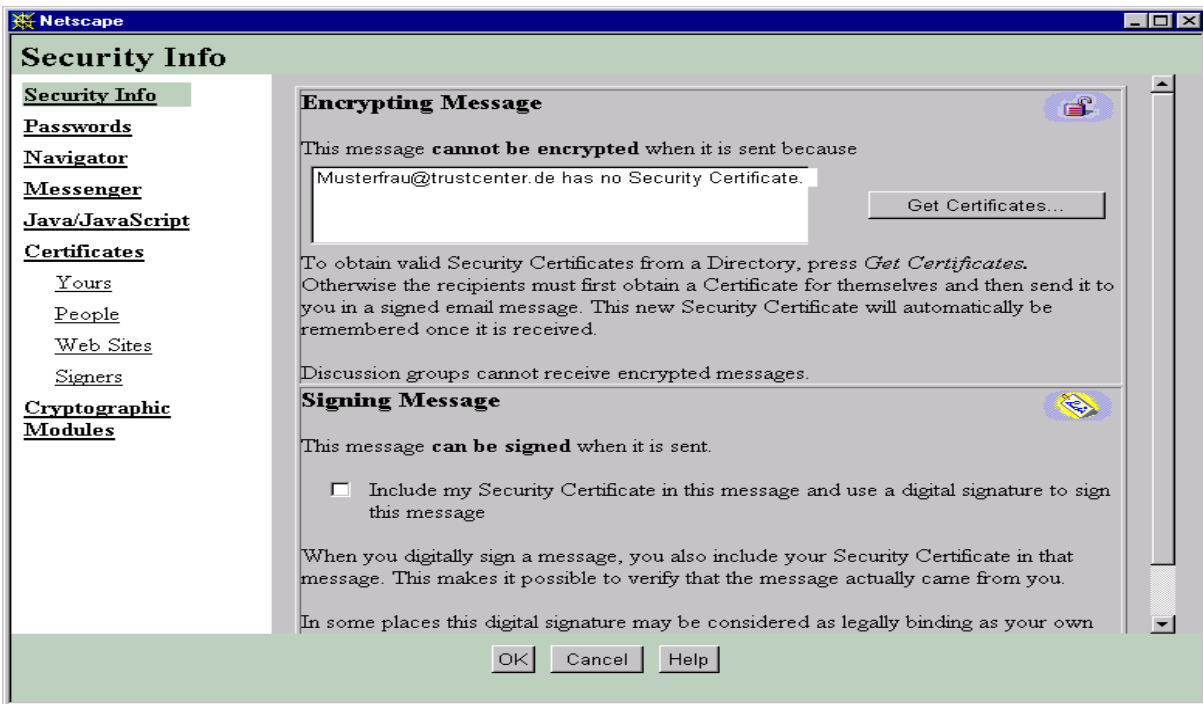 Netscape
Security Info
Security Info
Passwords
Navigator
Messenger
Java/JavaScript
Certificates
Yours
People
Web Sites
Signers
Cryptographic
Modules
Encrypting Message
This message cannot be encrypted when it is sent because
Musterfrau@trustcenter.de has no Security Certificate.
Get Certificates...
To obtain valid Security Certificates from a Directory, press Get Certificates.
Otherwise the recipients must first obtain a Certificate for themselves and then send it to
you in a signed email message. This new Security Certificate will automatically be
remembered once it is received.
Discussion groups cannot receive encrypted messages.
Signing Message
This message can be signed when it is sent.
Include my Security Certificate in this message and use a digital signature to sign
this message
When you digitally sign a message, you also include your Security Certificate in that
message. This makes it possible to verify that the message actually came from you.
In some places this digital signature may be considered as legally binding as your own
OK
Cancel
Help